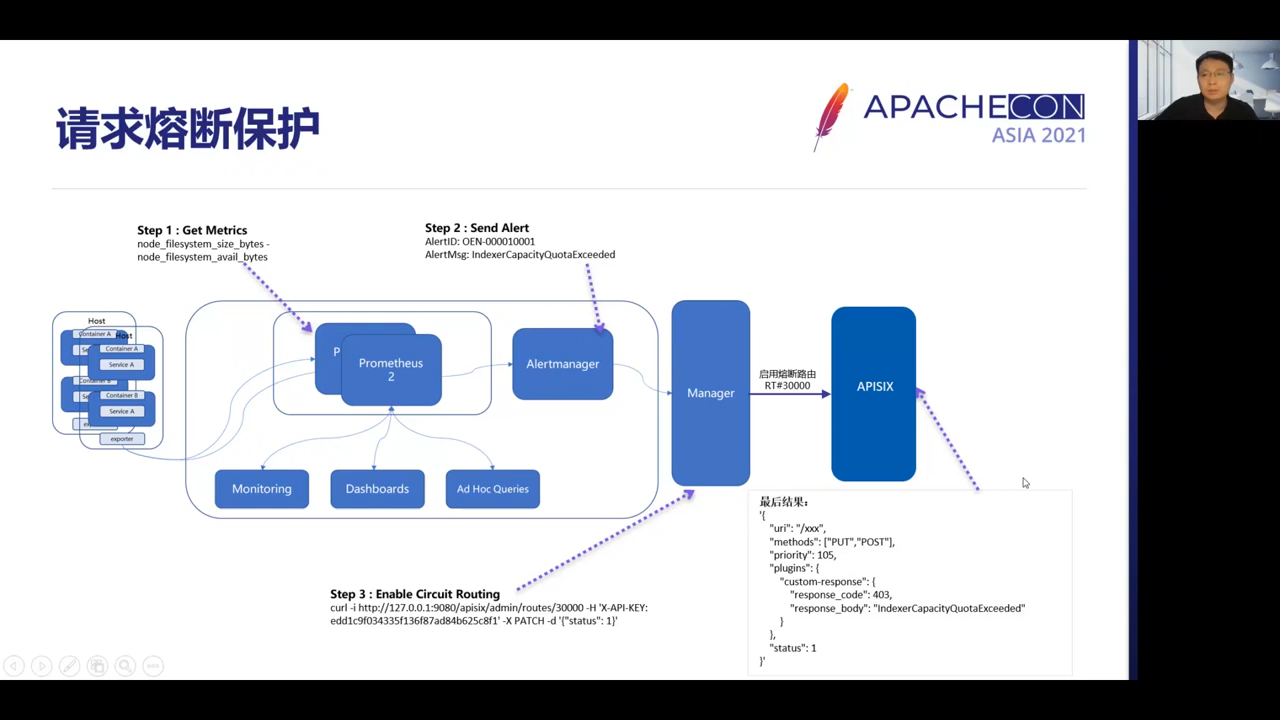 请求熔断保护
APACHECON
ASIA 2021
Step 1 : Get Metrics
node_filesystem_size_bytes -
node_filesystem_avail_bytes
Step 2 : Send Alert
AlertID: OEN-000010001
AlertMsg: IndexerCapacityQuotaExceeded
Host
Container A
Host
Container A
Service A
Container B
Service A
exporter
P
Prometheus
2
Alertmanager
Monitoring
Dashboards
Ad Hoc Queries
Manager
启用熔断路由
RT#30000
APISIX
Step 3 : Enable Circuit Routing
curl -i http://127.0.0.1:9080/apisix/admin/routes/30000 -H 'X-API-KEY:
edd1c9f034335f136f87ad84b625c8f1' -X PATCH -d '{"status": 1}'
最后结果：
'{
"uri": "/xxx",
"methods": ["PUT","POST"],
"priority": 105,
"plugins": {
"custom-response": {
"response_code": 403,
"response_body": "IndexerCapacityQuotaExceeded"
}
},
"status": 1
}'